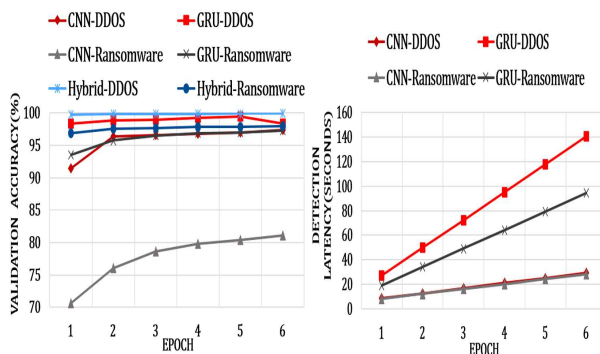 CNN-DDOS GRU-DDOS
CNN-Ransomware GRU-Ransomware
Hybrid-DDOS Hybrid-Ransomware
VALIDATION ACCURACY(%)
100
95
90
85
80
75
70
1 2 3 4 5 6
EPOCH
CNN-DDOS GRU-DDOS
CNN-Ransomware GRU-Ransomware
DETECTION
LATENCY(SECONDS)
160
140
120
100
80
60
40
20
0
1 2 3 4 5 6
EPOCH